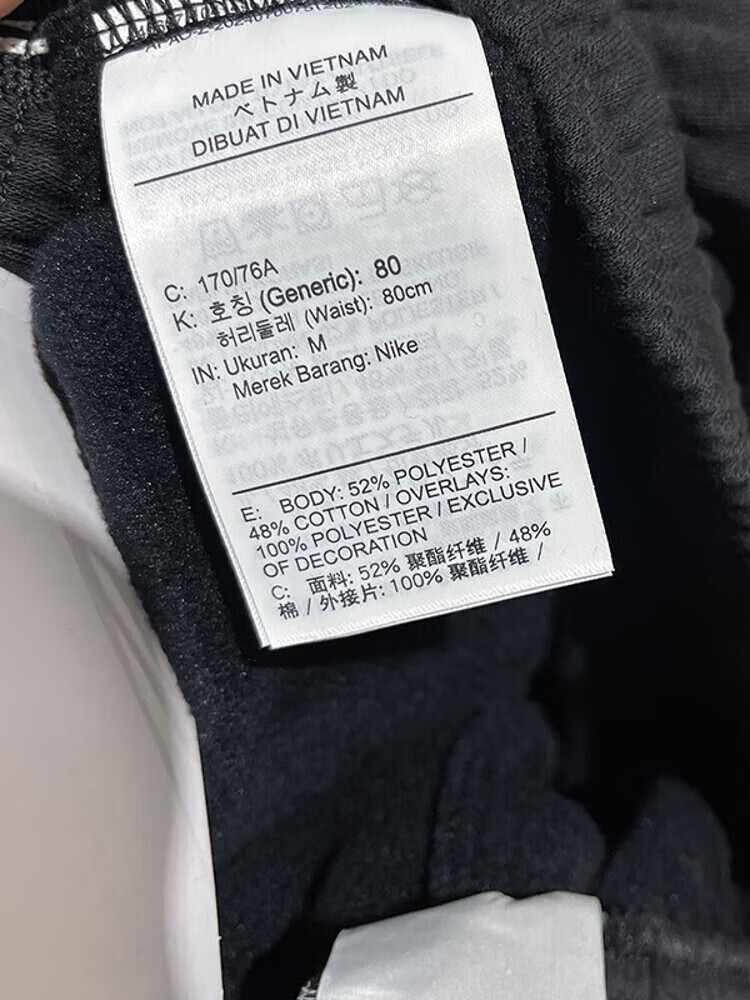 MADE IN VIETNAM
ベトナム製
DIBUAT DI VIETNAM
C: 170/76A
K: 호칭 (Generic): 80
허리둘레 (Waist): 80cm
IN: Ukuran: M
Merek Barang: Nike
E: BODY: 52% POLYESTER /
48% COTTON / OVERLAYS:
100% POLYESTER / EXCLUSIVE
OF DECORATION
C: 面料: 52% 聚酯纤维 / 48%
棉 / 外接片: 100% 聚酯纤维 /